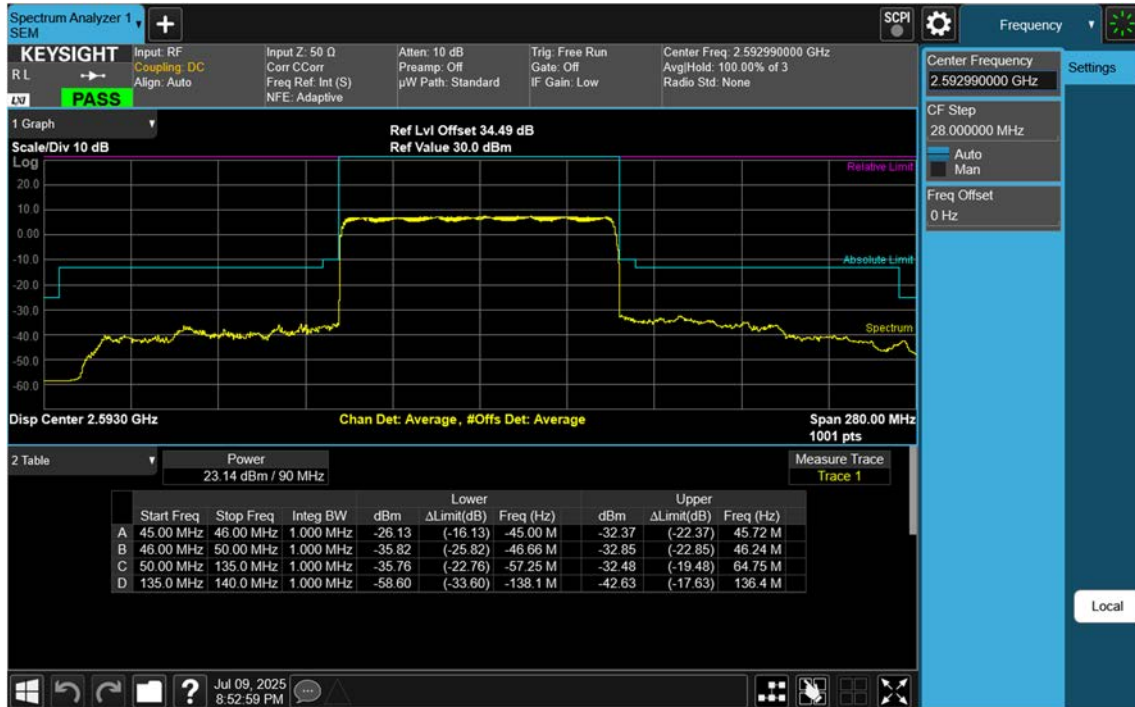 Spectrum Analyzer 1
SEM
+
SCPI
Frequency
KEYSIGHT
R L
LXI
PASS
Input: RF
Coupling: DC
Align: Auto
Input Z: 50 Ω
Corr CCorr
Freq Ref: Int (S)
NFE: Adaptive
Atten: 10 dB
Preamp: Off
µW Path: Standard
Trig: Free Run
Gate: Off
IF Gain: Low
Center Freq: 2.592990000 GHz
Avg|Hold: 100.00% of 3
Radio Std: None
Center Frequency
2.592990000 GHz
Settings
CF Step
28.000000 MHz
Auto
Man
Freq Offset
0 Hz
Local
1 Graph
Scale/Div 10 dB
Ref Lvl Offset 34.49 dB
Ref Value 30.0 dBm
Log
Relative Limit
20.0
10.0
0.00
-10.0
Absolute Limit
-20.0
-30.0
Spectrum
-40.0
-50.0
-60.0
Disp Center 2.5930 GHz
Chan Det: Average, #Offs Det: Average
Span 280.00 MHz
1001 pts
2 Table
Power
23.14 dBm / 90 MHz
Measure Trace
Trace 1
Lower Upper
Start Freq Stop Freq Integ BW dBm ΔLimit(dB) Freq (Hz) dBm ΔLimit(dB) Freq (Hz)
A 45.00 MHz 46.00 MHz 1.000 MHz -26.13 (-16.13) -45.00 M -32.37 (-22.37) 45.72 M
B 46.00 MHz 50.00 MHz 1.000 MHz -35.82 (-25.82) -46.66 M -32.85 (-22.85) 46.24 M
C 50.00 MHz 135.0 MHz 1.000 MHz -35.76 (-22.76) -57.25 M -32.48 (-19.48) 64.75 M
D 135.0 MHz 140.0 MHz 1.000 MHz -58.60 (-33.60) -138.1 M -42.63 (-17.63) 136.4 M
?
Jul 09, 2025
8:52:59 PM